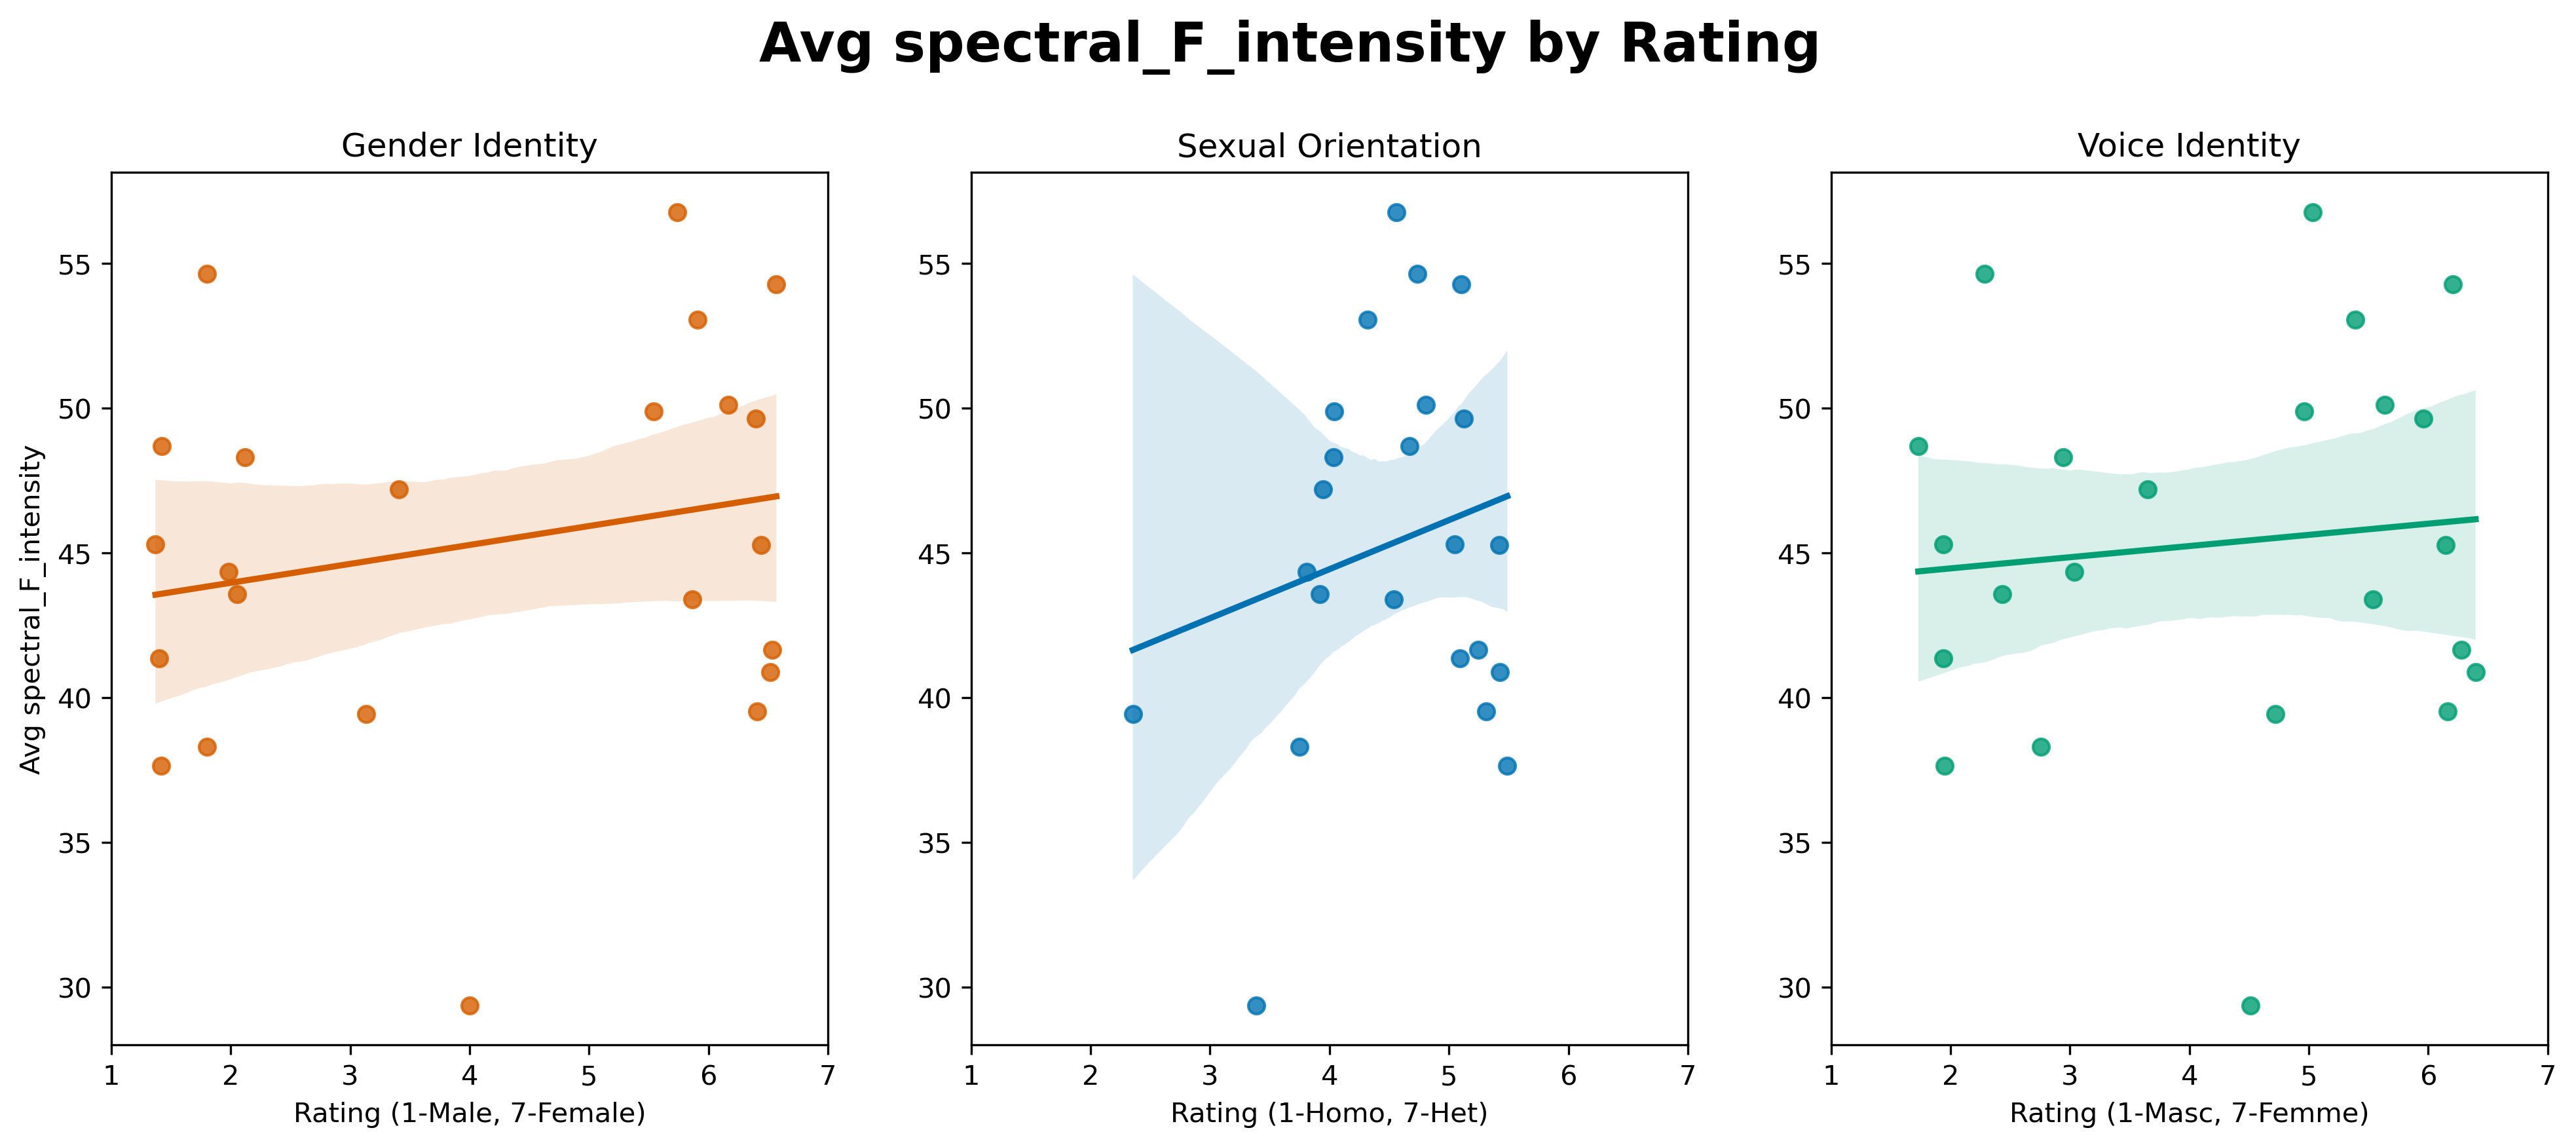 Avg spectral_F_intensity by Rating
Gender Identity
Sexual Orientation
Voice Identity
Avg spectral_F_intensity
55
50
45
40
35
30
1 2 3 4 5 6 7
Rating (1-Male, 7-Female)
55
50
45
40
35
30
1 2 3 4 5 6 7
Rating (1-Homo, 7-Het)
55
50
45
40
35
30
1 2 3 4 5 6 7
Rating (1-Masc, 7-Femme)